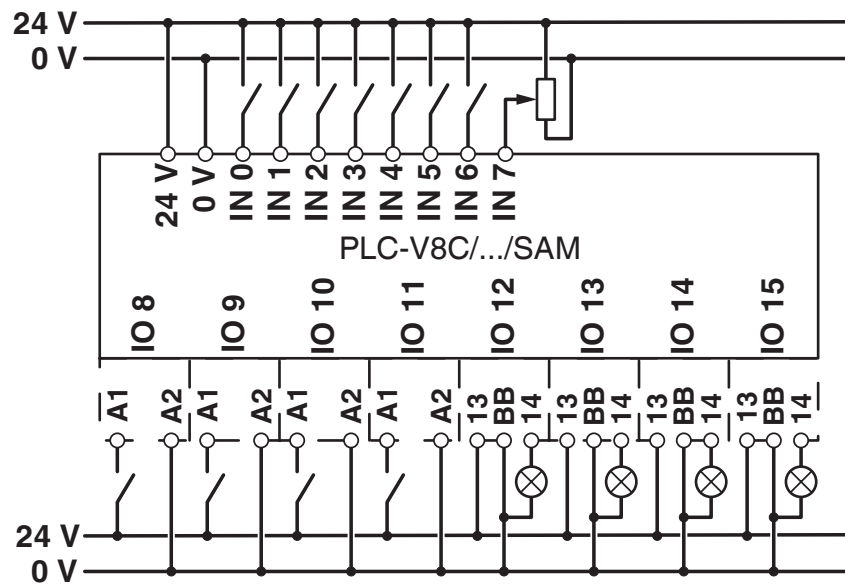 24 V
0 V
24 V 0 V IN 0 IN 1 IN 2 IN 3 IN 4 IN 5 IN 6 IN 7
PLC-V8C/.../SAM
IO 8 IO 9 IO 10 IO 11 IO 12 IO 13 IO 14 IO 15
A1 A2 A1 A2 A1 A2 A1 A2 13 BB 14 13 BB 14 13 BB 14 13 BB 14
24 V
0 V